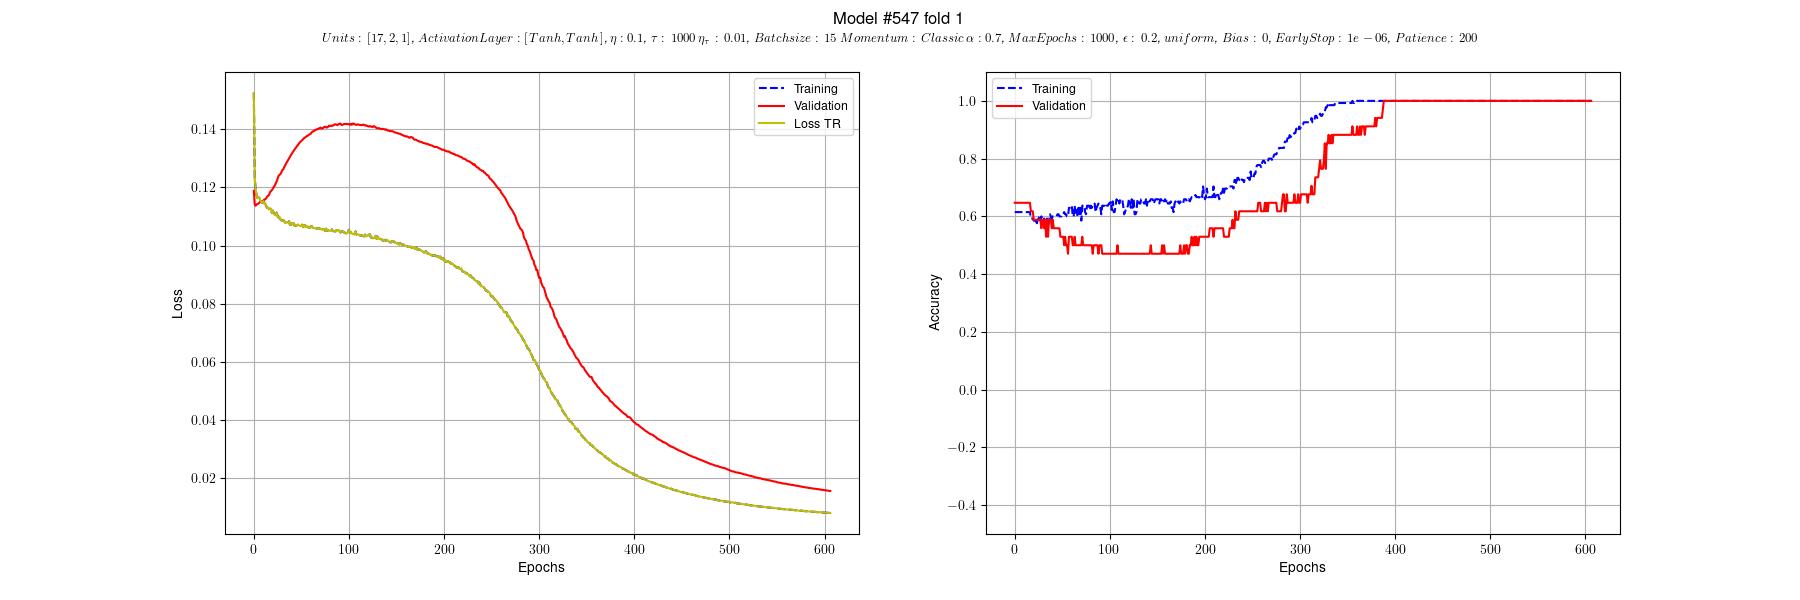 Model #547 fold 1
Units : [17, 2, 1], ActivationLayer : [Tanh, Tanh], η : 0.1, τ : 1000 ητ : 0.01, Batchsize : 15 Momentum : Classic α : 0.7, MaxEpochs : 1000, ϵ : 0.2, uniform, Bias : 0, EarlyStop : 1e − 06, Patience : 200
Training
Validation
Loss TR
0.14
0.12
0.10
0.08
0.06
0.04
0.02
Loss
0 100 200 300 400 500 600
Epochs
Training
Validation
1.0
0.8
0.6
0.4
0.2
0.0
−0.2
−0.4
Accuracy
0 100 200 300 400 500 600
Epochs